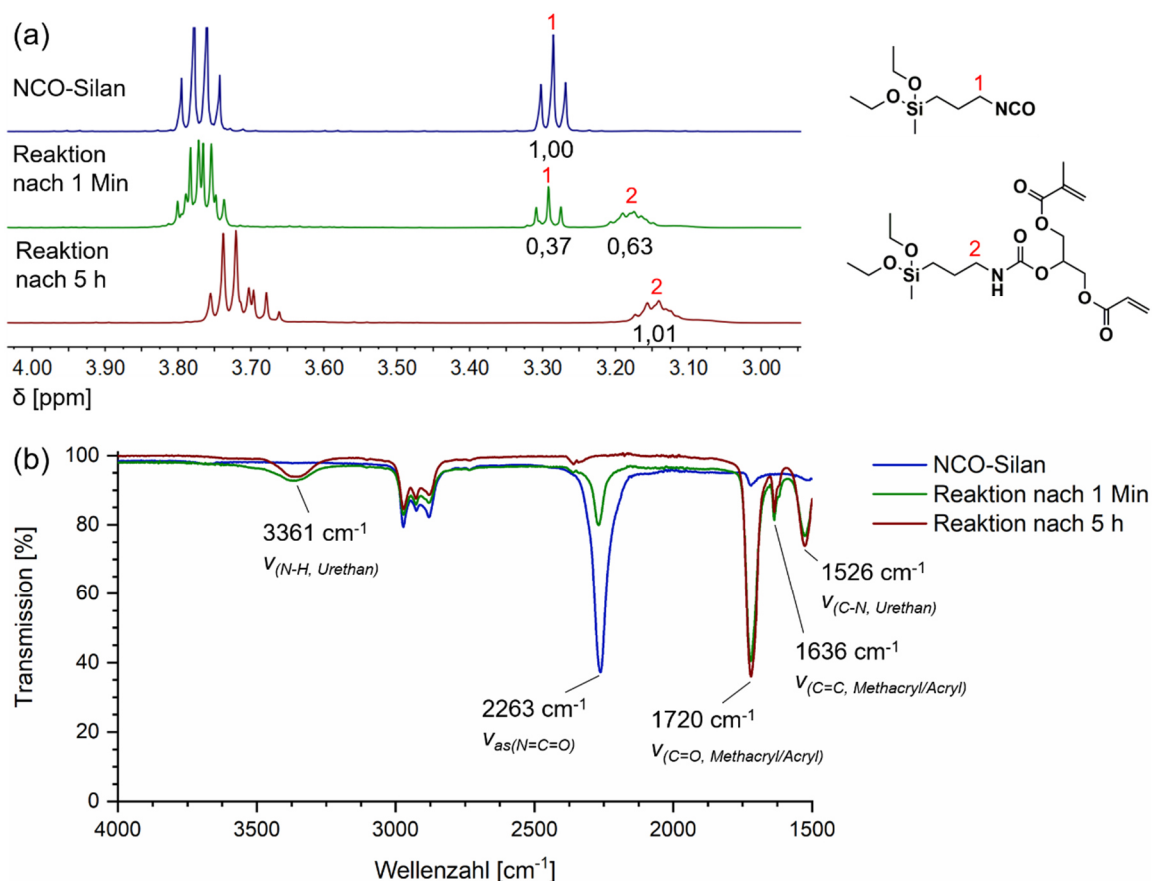 (a)
NCO-Silan
1
1,00
Reaktion
nach 1 Min
1
2
0,37
0,63
Reaktion
nach 5 h
2
1,01
4.00 3.90 3.80 3.70 3.60 3.50 3.40 3.30 3.20 3.10 3.00
δ [ppm]
O
O
Si
1
NCO
O
O
O
O
Si
2
N
H
O
O
O
O
(b)
Transmission [%]
100
80
60
40
20
0
4000 3500 3000 2500 2000 1500
Wellenzahl [cm⁻¹]
3361 cm⁻¹
ν(N-H, Urethan)
2263 cm⁻¹
νas(N=C=O)
1720 cm⁻¹
ν(C=O, Methacryl/Acryl)
1636 cm⁻¹
ν(C=C, Methacryl/Acryl)
1526 cm⁻¹
ν(C-N, Urethan)
NCO-Silan
Reaktion nach 1 Min
Reaktion nach 5 h